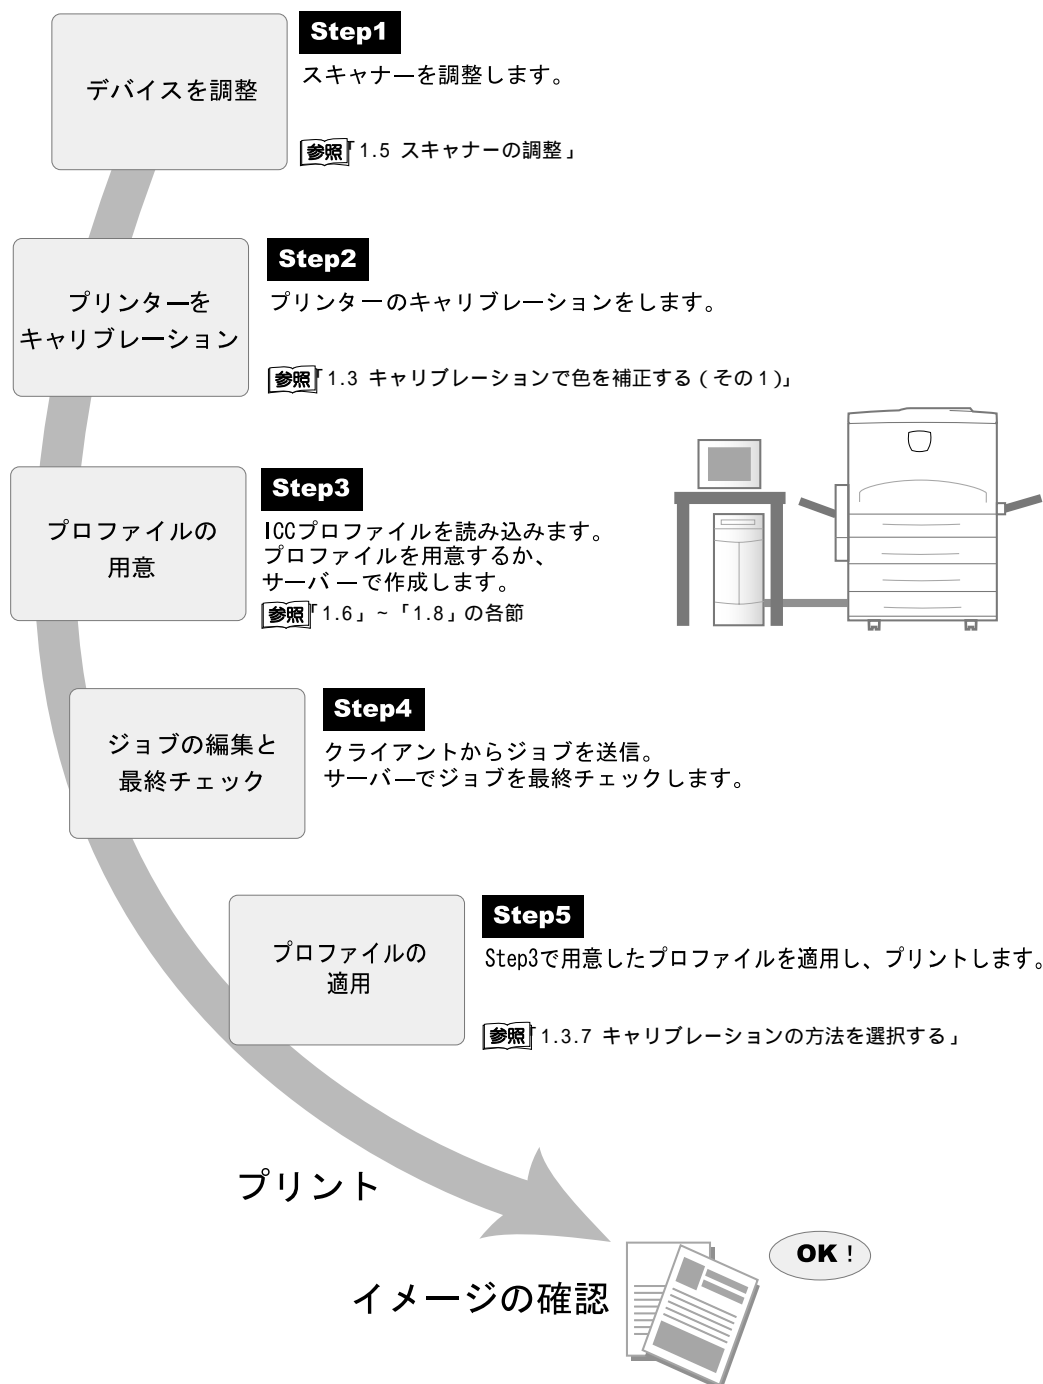 Step1
デバイスを調整
スキャナーを調整します。
参照「1.5 スキャナーの調整」
Step2
プリンターを
キャリブレーション
プリンターのキャリブレーションをします。
参照「1.3 キャリブレーションで色を補正する(その1)」
Step3
プロファイルの
用意
ICCプロファイルを読み込みます。
プロファイルを用意するか、
サーバーで作成します。
参照「1.6」~「1.8」の各節
Step4
ジョブの編集と
最終チェック
クライアントからジョブを送信。
サーバーでジョブを最終チェックします。
Step5
プロファイルの
適用
Step3で用意したプロファイルを適用し、プリントします。
参照「1.3.7 キャリブレーションの方法を選択する」
プリント
OK!
イメージの確認